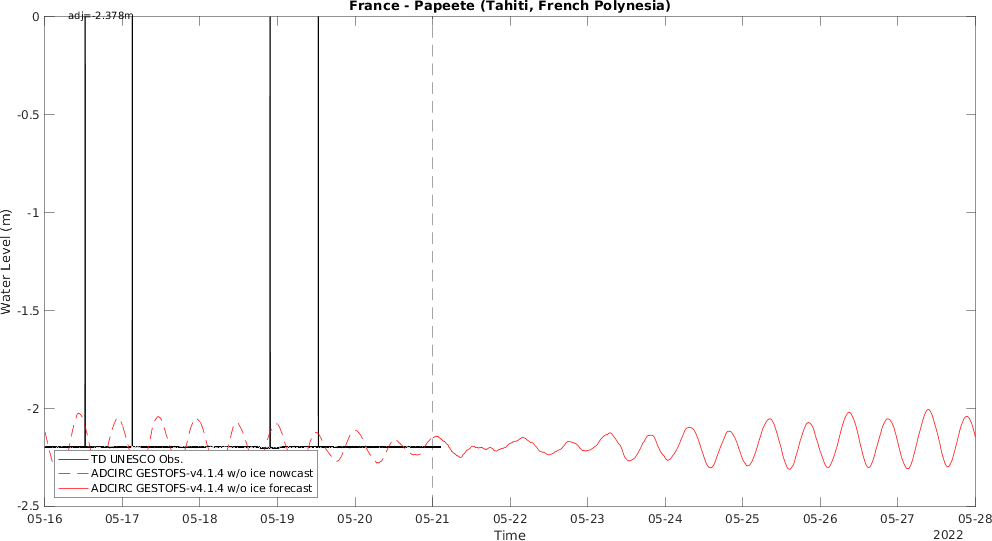 France - Papeete (Tahiti, French Polynesia)
adj=-2.378m
0
-0.5
-1
-1.5
-2
-2.5
Water Level (m)
TD UNESCO Obs.
ADCIRC GESTOFS-v4.1.4 w/o ice nowcast
ADCIRC GESTOFS-v4.1.4 w/o ice forecast
05-16 05-17 05-18 05-19 05-20 05-21 05-22 05-23 05-24 05-25 05-26 05-27 05-28
Time
2022